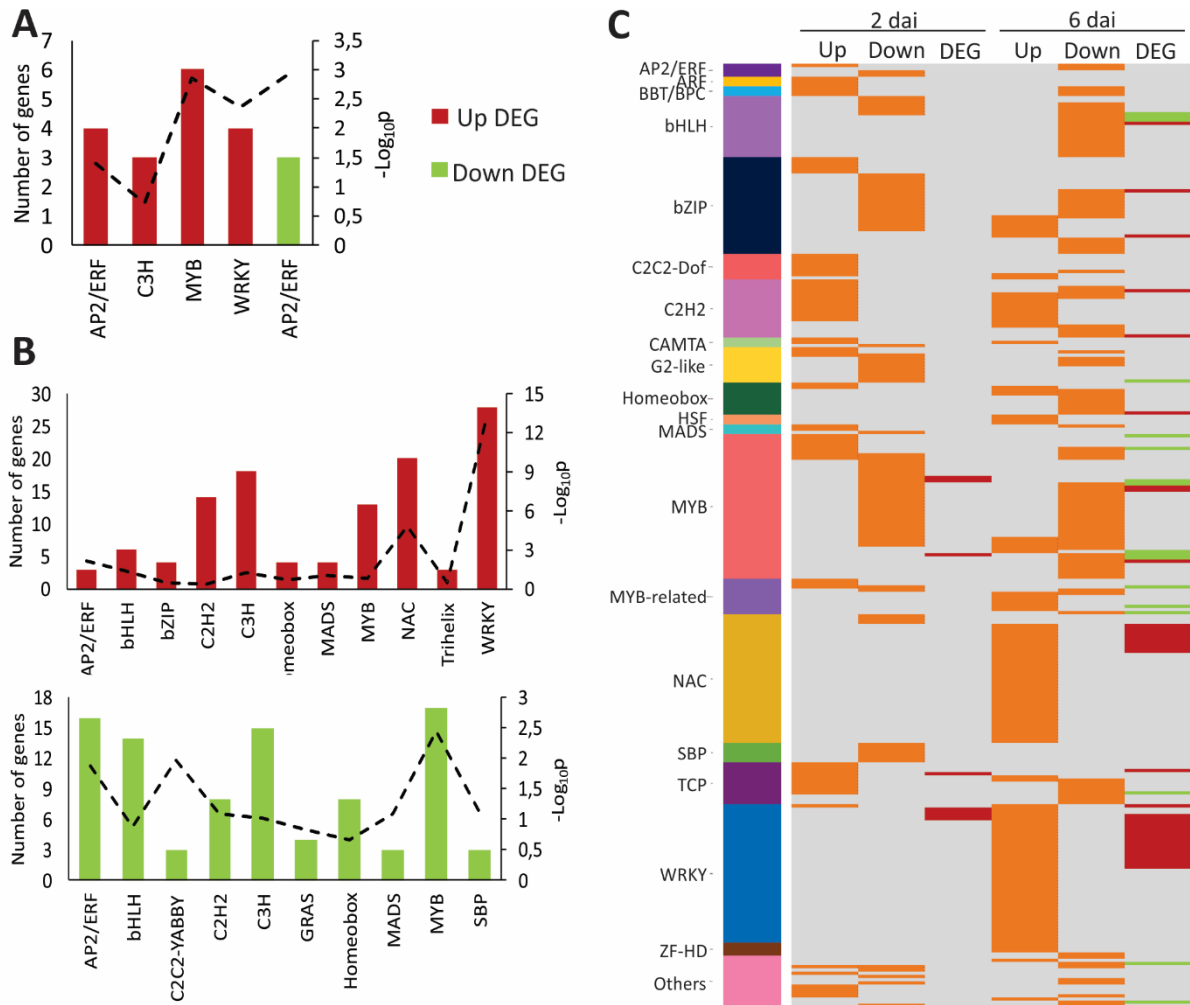 A
Number of genes
7
6
5
4
3
2
1
0
3,5
3
2,5
2
1,5
1
0,5
0
-Log10p
AP2/ERF
C3H
MYB
WRKY
AP2/ERF
Up DEG
Down DEG
B
Number of genes
30
25
20
15
10
5
0
15
12
9
6
3
0
-Log10p
AP2/ERF
bHLH
bZIP
C2H2
C3H
omeobox
MADS
MYB
NAC
Trihelix
WRKY
Number of genes
18
15
12
9
6
3
0
3
2,5
2
1,5
1
0,5
0
-Log10p
AP2/ERF
bHLH
C2C2-YABBY
C2H2
C3H
GRAS
Homeobox
MADS
MYB
SBP
C
2 dai
6 dai
Up Down DEG Up Down DEG
AP2/ERF
ARF
BBT/BPC
bHLH
bZIP
C2C2-Dof
C2H2
CAMTA
G2-like
Homeobox
HSF
MADS
MYB
MYB-related
NAC
SBP
TCP
WRKY
ZF-HD
Others